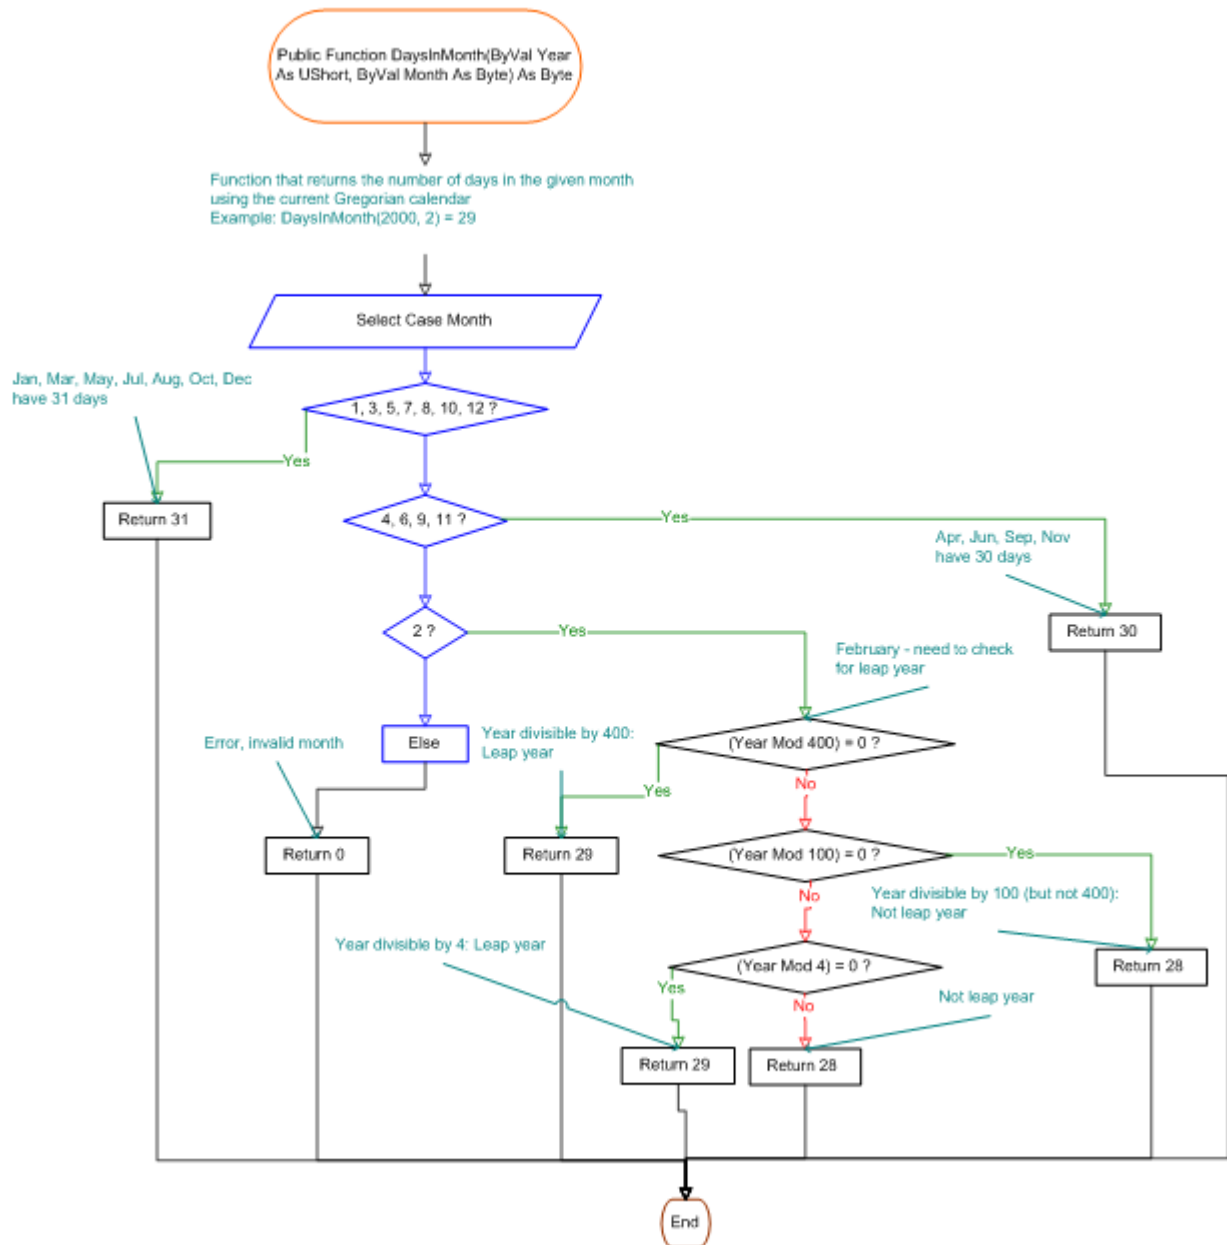 Public Function DaysInMonth(ByVal Year
As UShort, ByVal Month As Byte) As Byte
Function that returns the number of days in the given month
using the current Gregorian calendar
Example: DaysInMonth(2000, 2) = 29
Select Case Month
Jan, Mar, May, Jul, Aug, Oct, Dec
have 31 days
1, 3, 5, 7, 8, 10, 12 ?
Yes
Return 31
4, 6, 9, 11 ?
Yes
Apr, Jun, Sep, Nov
have 30 days
Return 30
2 ?
Yes
February - need to check
for leap year
Else
Error, invalid month
Year divisible by 400:
Leap year
(Year Mod 400) = 0 ?
Yes
No
Return 0
Return 29
(Year Mod 100) = 0 ?
Yes
No
Year divisible by 100 (but not 400):
Not leap year
Year divisible by 4: Leap year
(Year Mod 4) = 0 ?
Return 28
Yes
No
Not leap year
Return 29
Return 28
End